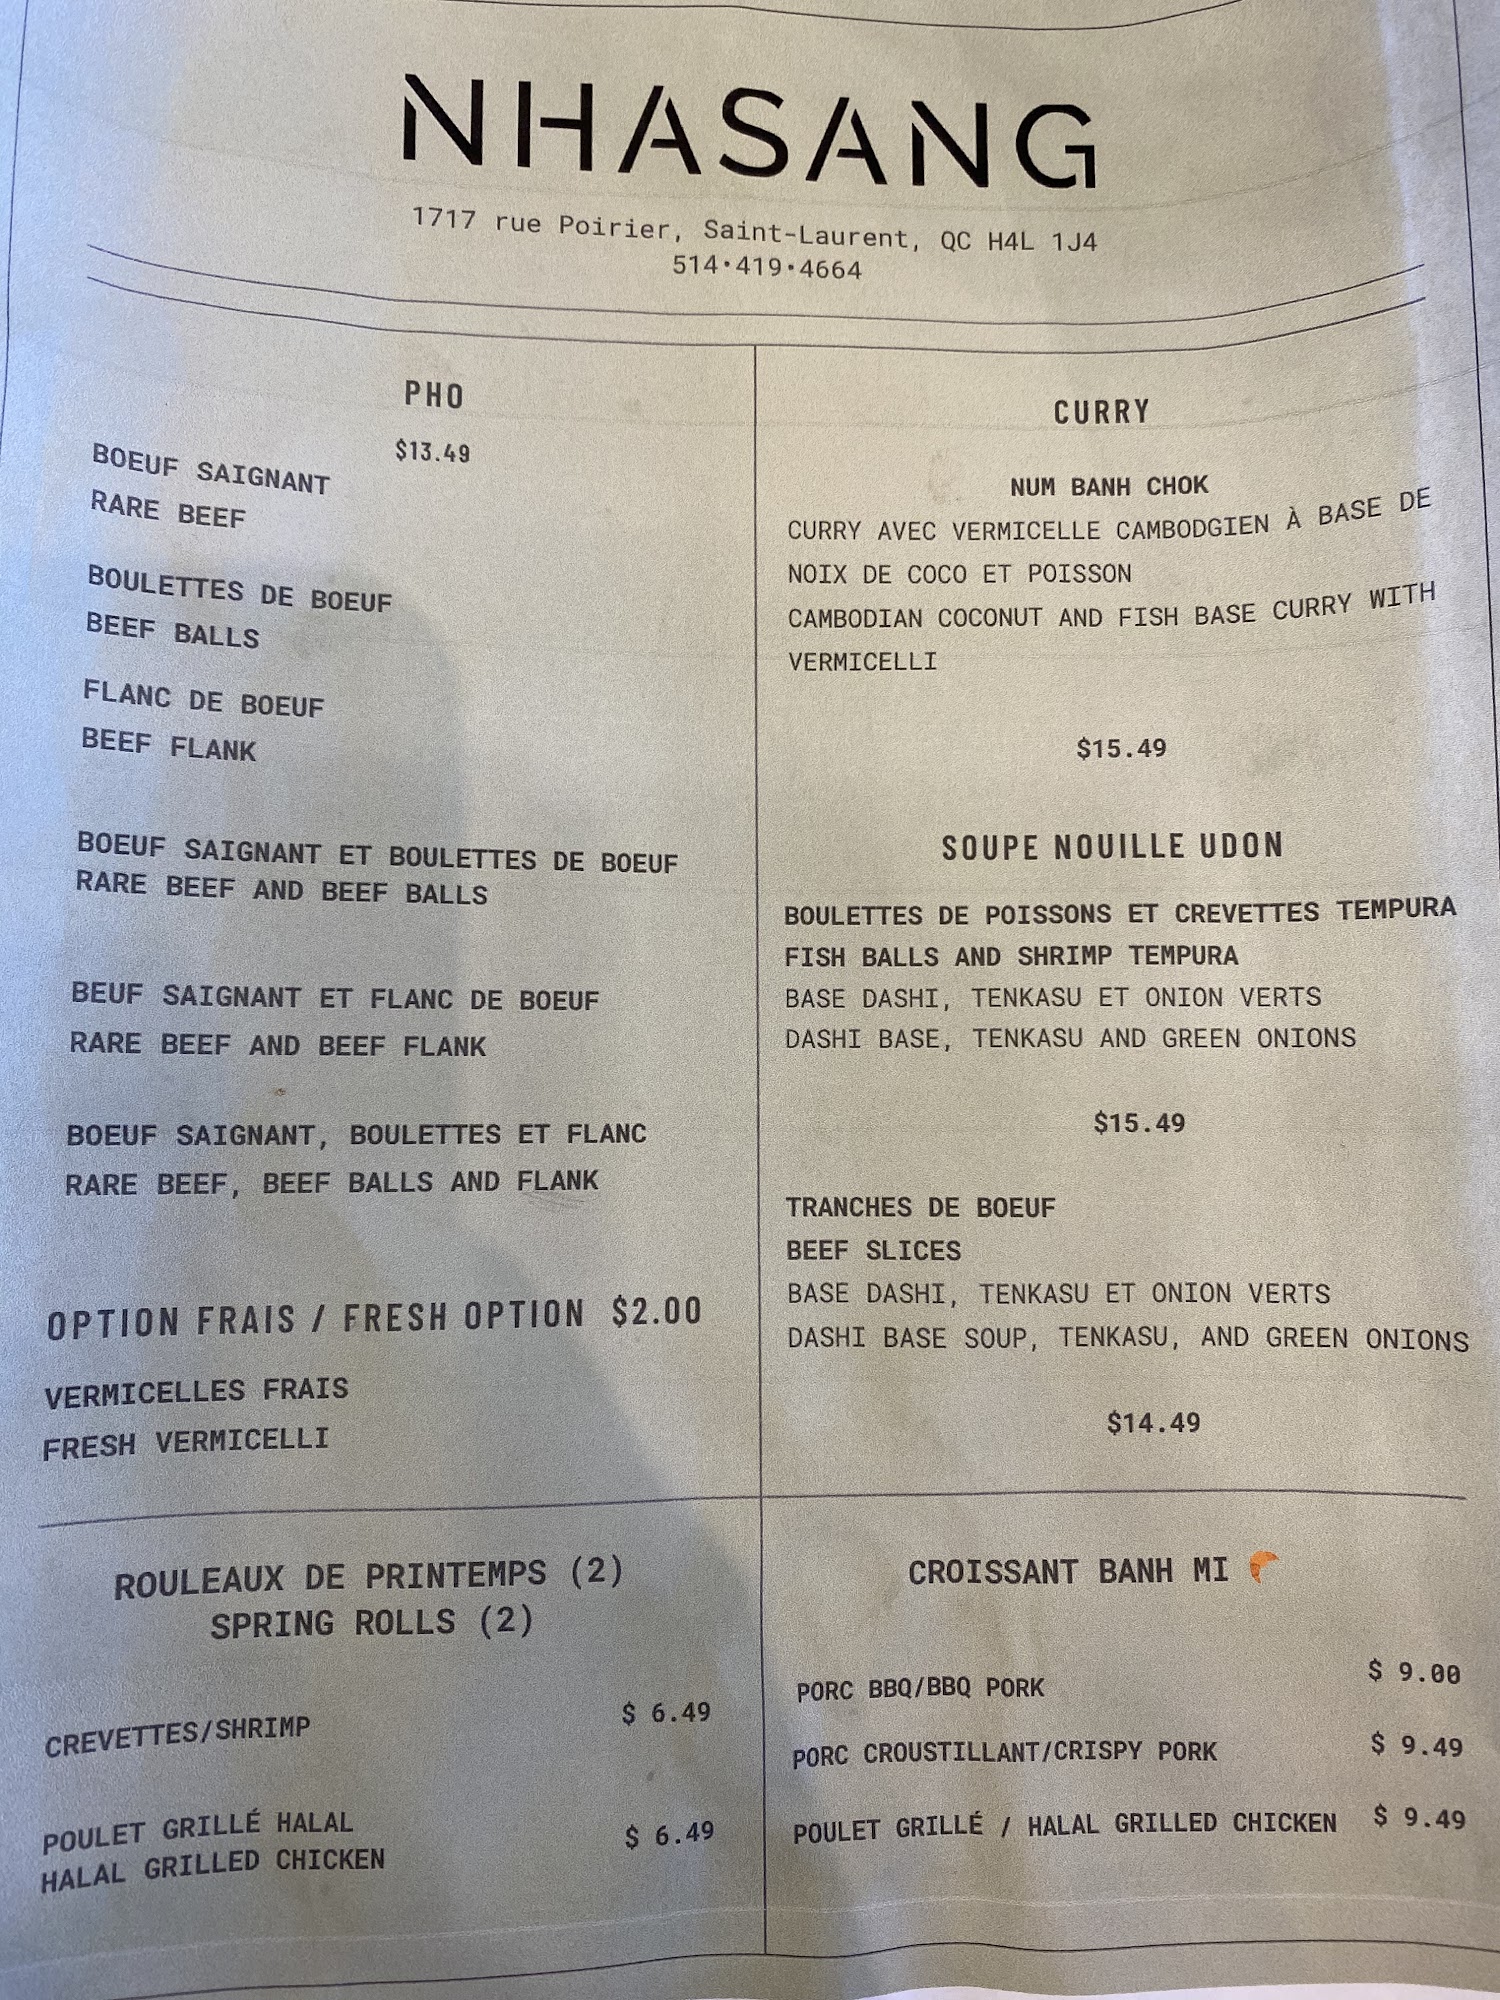 NHASANG
1717 rue Poirier, Saint-Laurent, QC H4L 1J4
514·419·4664
PHO
$13.49
BOEUF SAIGNANT
RARE BEEF
BOULETTES DE BOEUF
BEEF BALLS
FLANC DE BOEUF
BEEF FLANK
BOEUF SAIGNANT ET BOULETTES DE BOEUF
RARE BEEF AND BEEF BALLS
BEUF SAIGNANT ET FLANC DE BOEUF
RARE BEEF AND BEEF FLANK
BOEUF SAIGNANT, BOULETTES ET FLANC
RARE BEEF, BEEF BALLS AND FLANK
OPTION FRAIS / FRESH OPTION $2.00
VERMICELLES FRAIS
FRESH VERMICELLI
CURRY
NUM BANH CHOK
CURRY AVEC VERMICELLE CAMBODGIEN À BASE DE
NOIX DE COCO ET POISSON
CAMBODIAN COCONUT AND FISH BASE CURRY WITH
VERMICELLI
$15.49
SOUPE NOUILLE UDON
BOULETTES DE POISSONS ET CREVETTES TEMPURA
FISH BALLS AND SHRIMP TEMPURA
BASE DASHI, TENKASU ET ONION VERTS
DASHI BASE, TENKASU AND GREEN ONIONS
$15.49
TRANCHES DE BOEUF
BEEF SLICES
BASE DASHI, TENKASU ET ONION VERTS
DASHI BASE SOUP, TENKASU, AND GREEN ONIONS
$14.49
ROULEAUX DE PRINTEMPS (2)
SPRING ROLLS (2)
CREVETTES/SHRIMP $ 6.49
POULET GRILLÉ HALAL
HALAL GRILLED CHICKEN $ 6.49
CROISSANT BANH MI
PORC BBQ/BBQ PORK $ 9.00
PORC CROUSTILLANT/CRISPY PORK $ 9.49
POULET GRILLÉ / HALAL GRILLED CHICKEN $ 9.49